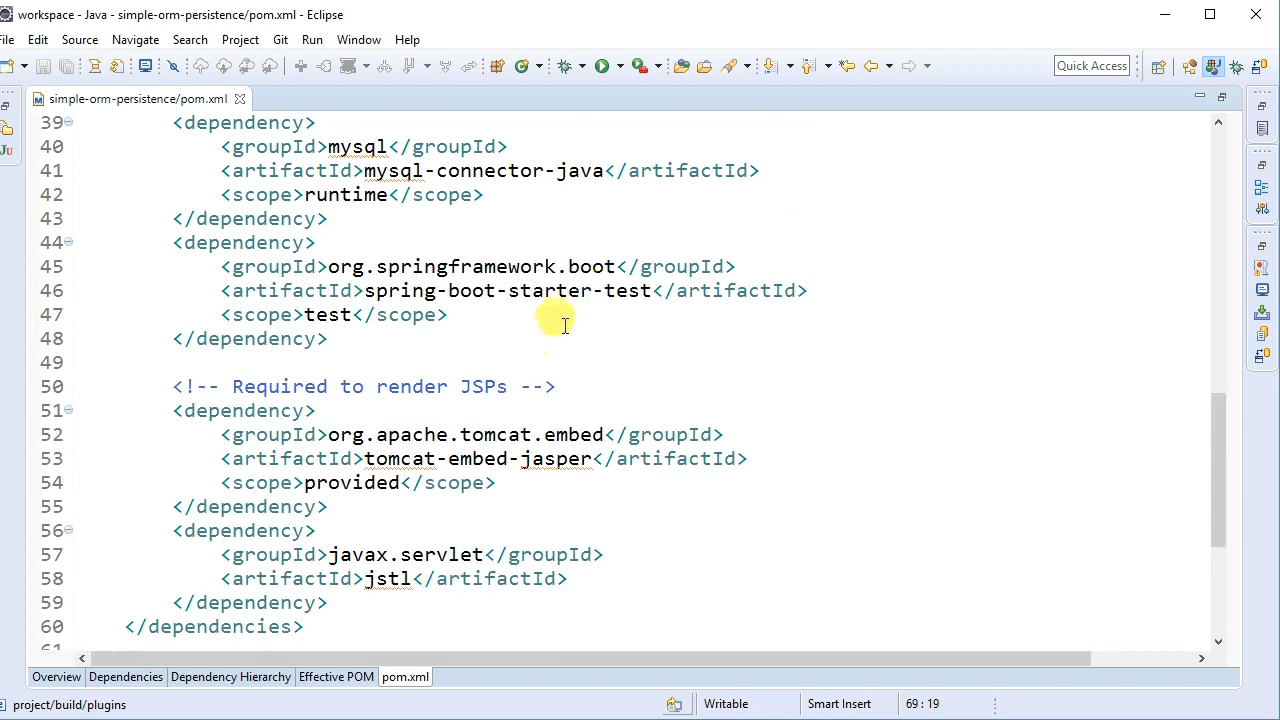 workspace - Java - simple-orm-persistence/pom.xml - Eclipse
File Edit Source Navigate Search Project Git Run Window Help
Quick Access
simple-orm-persistence/pom.xml
39 <dependency>
40 <groupId>mysql</groupId>
41 <artifactId>mysql-connector-java</artifactId>
42 <scope>runtime</scope>
43 </dependency>
44 <dependency>
45 <groupId>org.springframework.boot</groupId>
46 <artifactId>spring-boot-starter-test</artifactId>
47 <scope>test</scope>
48 </dependency>
49
50 <!-- Required to render JSPs -->
51 <dependency>
52 <groupId>org.apache.tomcat.embed</groupId>
53 <artifactId>tomcat-embed-jasper</artifactId>
54 <scope>provided</scope>
55 </dependency>
56 <dependency>
57 <groupId>javax.servlet</groupId>
58 <artifactId>jstl</artifactId>
59 </dependency>
60 </dependencies>
61
Overview Dependencies Dependency Hierarchy Effective POM pom.xml
project/build/plugins Writable Smart Insert 69 : 19